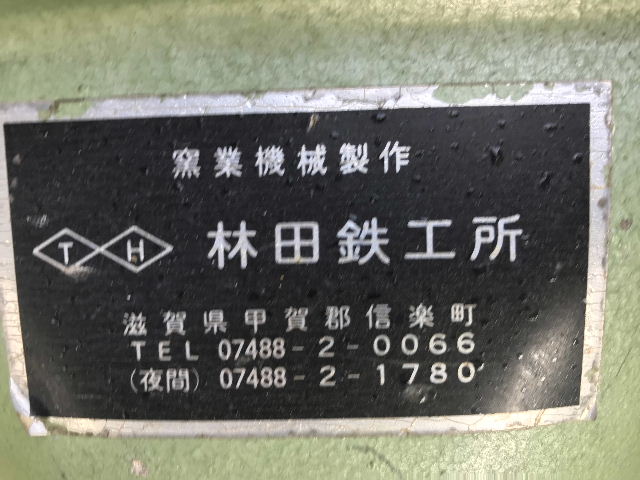 窯業機械製作
T H 林田鉄工所
滋賀県甲賀郡信楽町
TEL 07488-2-0066
(夜間) 07488-2-1780